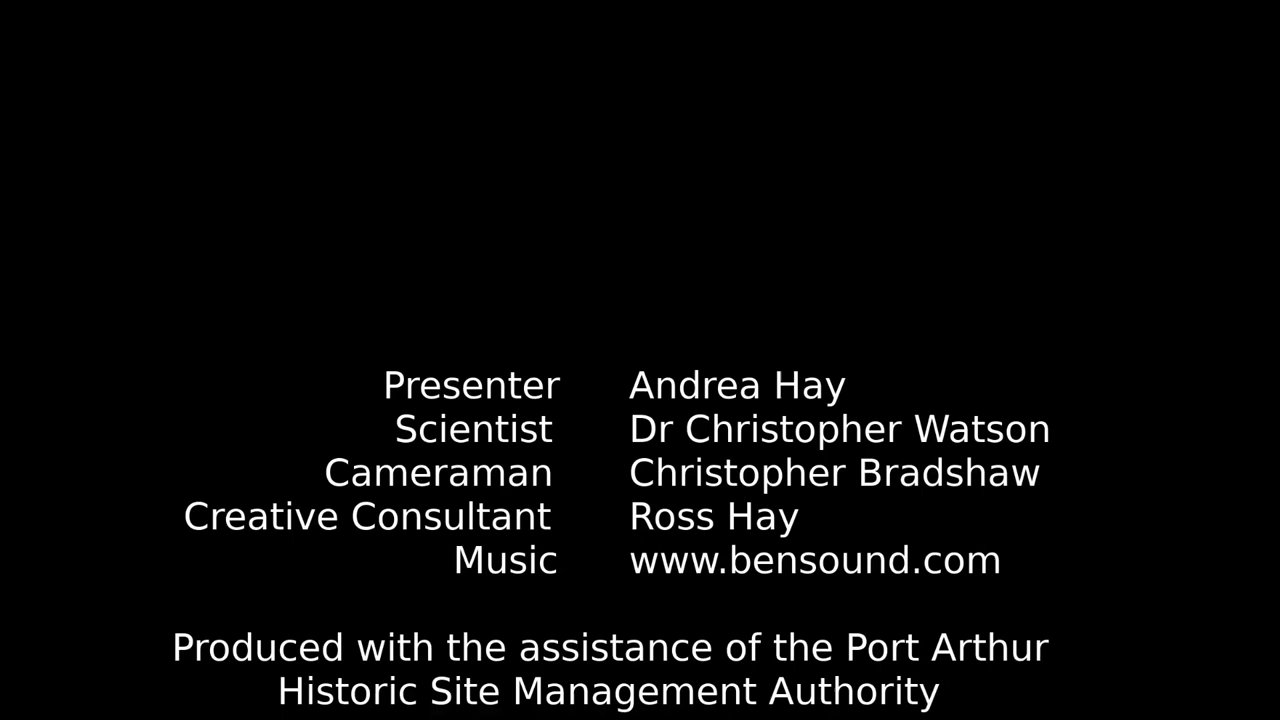 Presenter Andrea Hay
Scientist Dr Christopher Watson
Cameraman Christopher Bradshaw
Creative Consultant Ross Hay
Music www.bensound.com
Produced with the assistance of the Port Arthur
Historic Site Management Authority